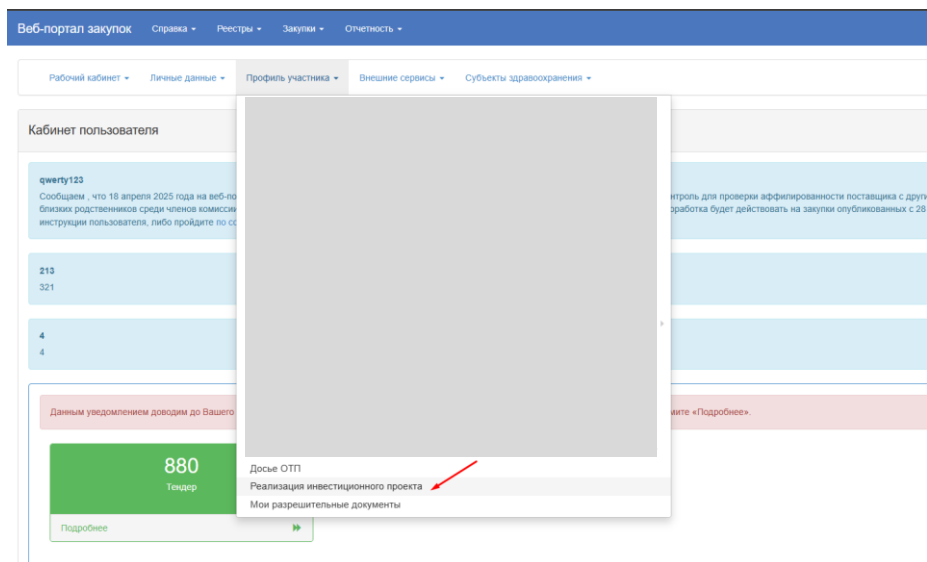 Веб-портал закупок Справка Реестры Закупки Отчетность
Рабочий кабинет Личные данные Профиль участника Внешние сервисы Субъекты здравоохранения
Кабинет пользователя
qwerty123
Сообщаем , что 18 апреля 2025 года на веб-по нтроль для проверки аффилированности поставщика с други
близких родственников среди членов комиссии оработка будет действовать на закупки опубликованных с 28
инструкции пользователя, либо пройдите по сс
213
321
4
4
Данным уведомлением доводим до Вашего мите «Подробнее».
880
Тендер
Подробнее
Досье ОТП
Реализация инвестиционного проекта
Мои разрешительные документы